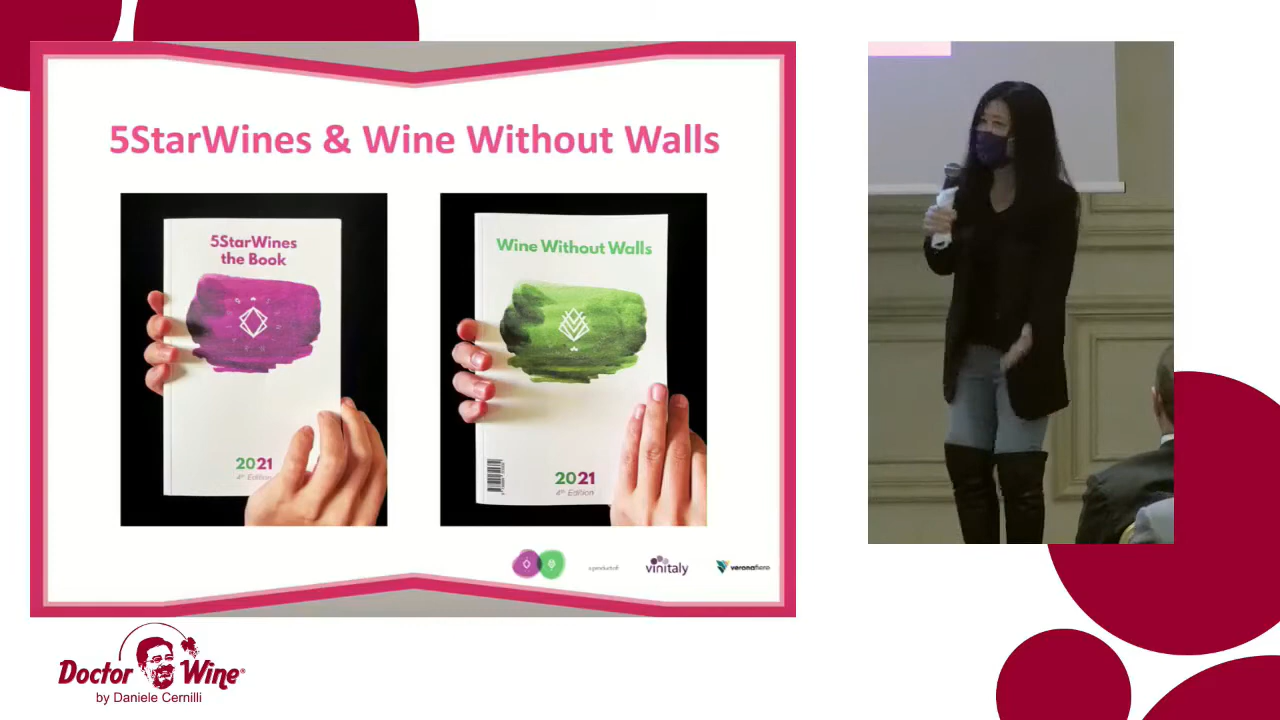 5StarWines & Wine Without Walls
5StarWines
the Book
2021
4th Edition
Wine Without Walls
2021
4th Edition
vinitaly
veronafiere
Doctor Wine®
by Daniele Cernilli